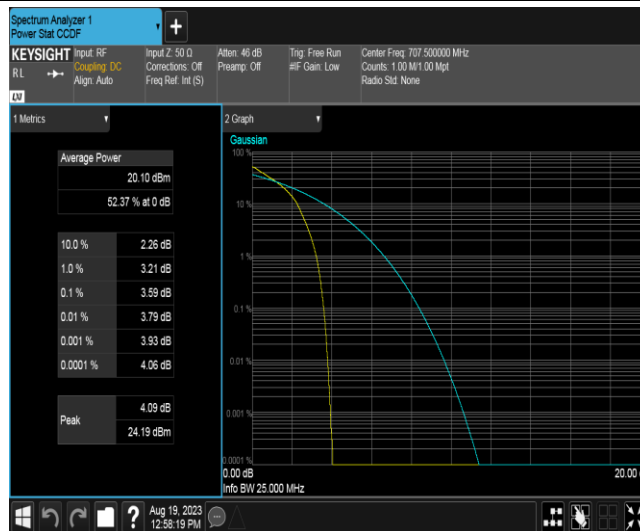 Spectrum Analyzer 1
Power Stat CCDF
+
KEYSIGHT
RL
LXI
Input: RF
Coupling: DC
Align: Auto
Input Z: 50 Ω
Corrections: Off
Freq Ref: Int (S)
Atten: 46 dB
Preamp: Off
Trig: Free Run
#IF Gain: Low
Center Freq: 707.500000 MHz
Counts: 1.00 M/1.00 Mpt
Radio Std: None
1 Metrics
Average Power
20.10 dBm
52.37 % at 0 dB
10.0 % 2.26 dB
1.0 % 3.21 dB
0.1 % 3.59 dB
0.01 % 3.79 dB
0.001 % 3.93 dB
0.0001 % 4.06 dB
Peak
4.09 dB
24.19 dBm
2 Graph
Gaussian
100 %
10 %
1 %
0.1 %
0.01 %
0.001 %
0.0001 %
0.00 dB
20.00
Info BW 25.000 MHz
?
Aug 19, 2023
12:58:19 PM